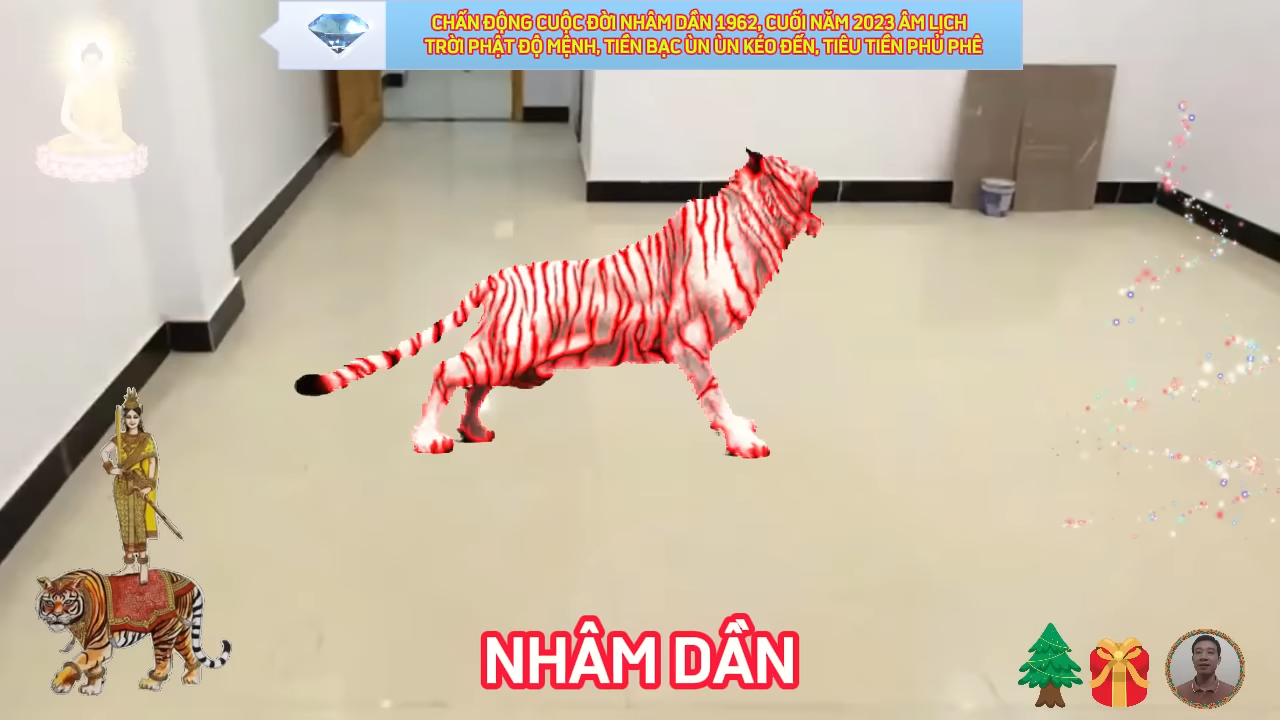 CHẤN ĐỘNG CUỘC ĐỜI NHÂM DẦN 1962, CUỐI NĂM 2023 ÂM LỊCH
TRỜI PHẬT ĐỘ MỆNH, TIỀN BẠC ÙN ÙN KÉO ĐẾN, TIÊU TIỀN PHỦ PHÊ
NHÂM DẦN